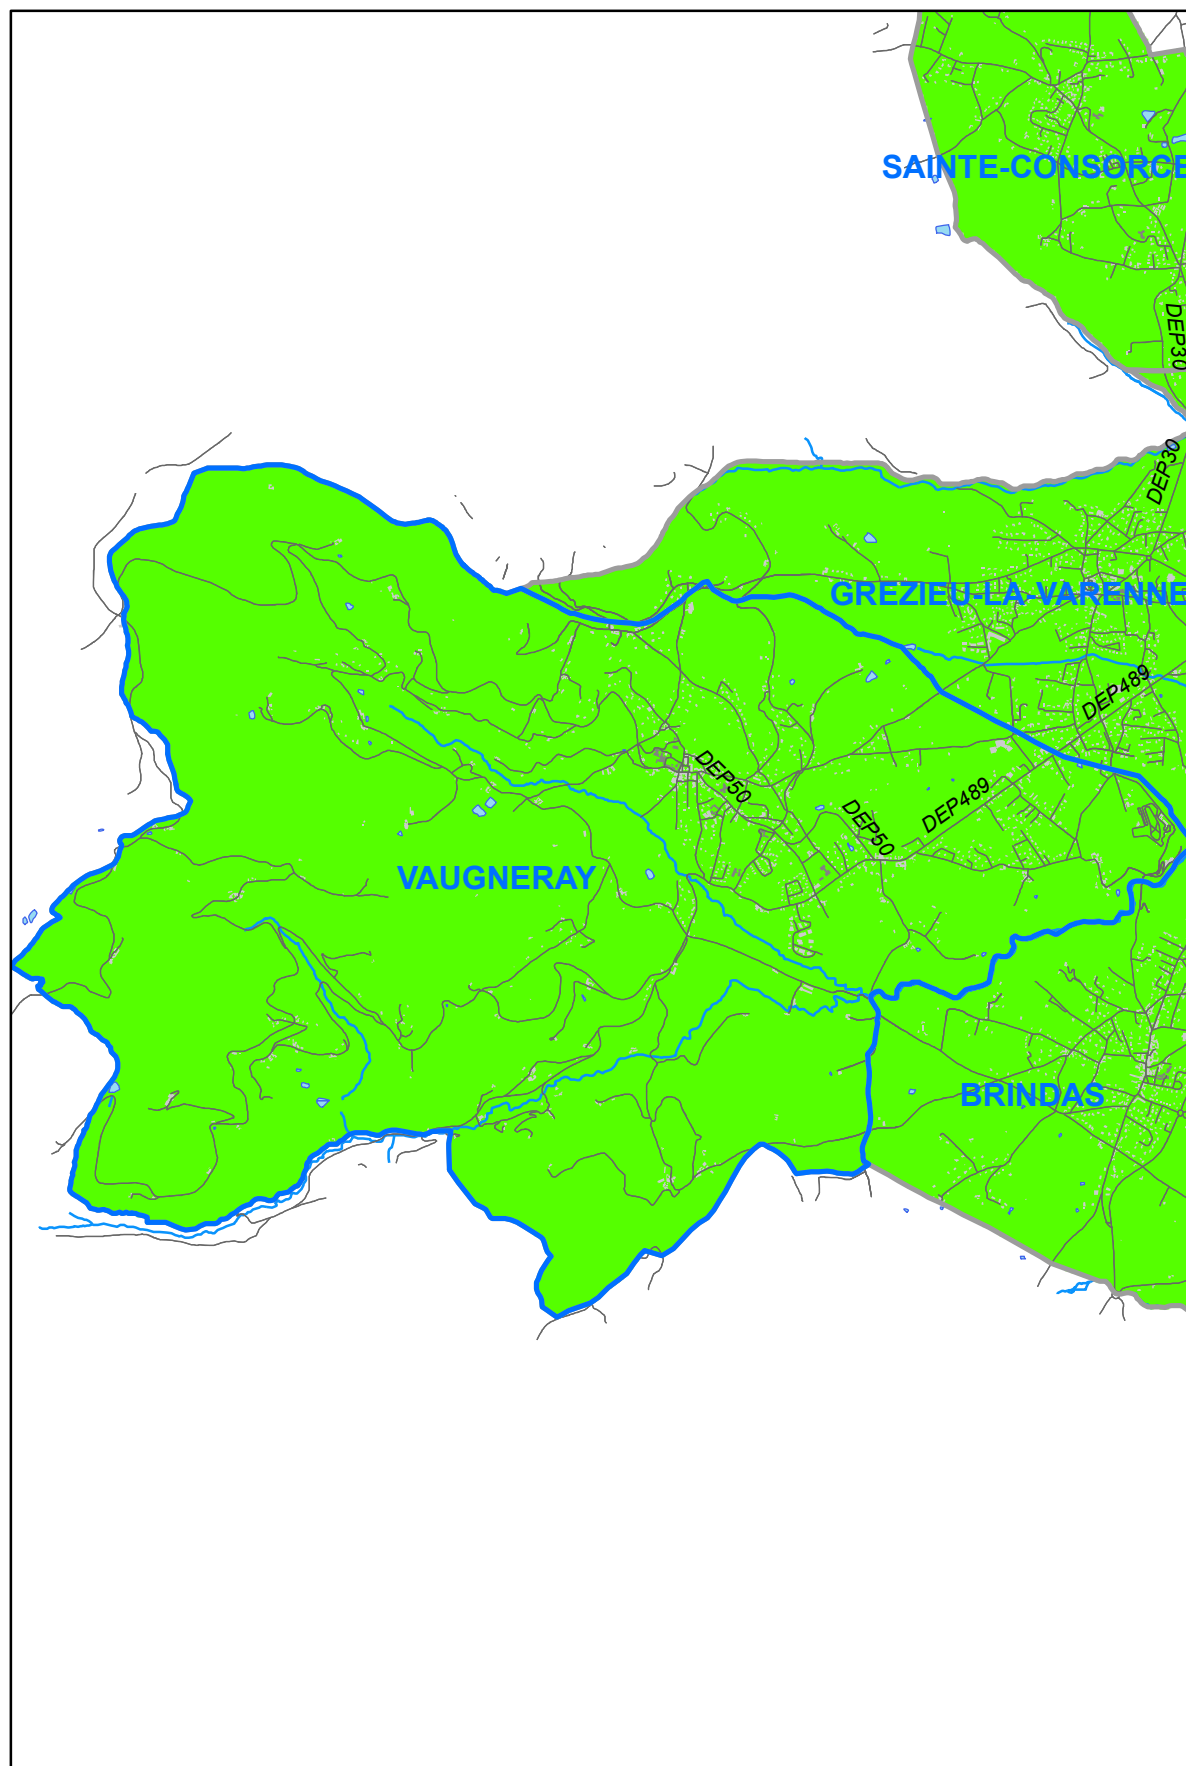 SAINTE-CONSORCE
DEP30
DEP30
GREZIEU-LA-VARENNE
DEP489
DEP50
DEP489
DEP50
VAUGNERAY
BRINDAS